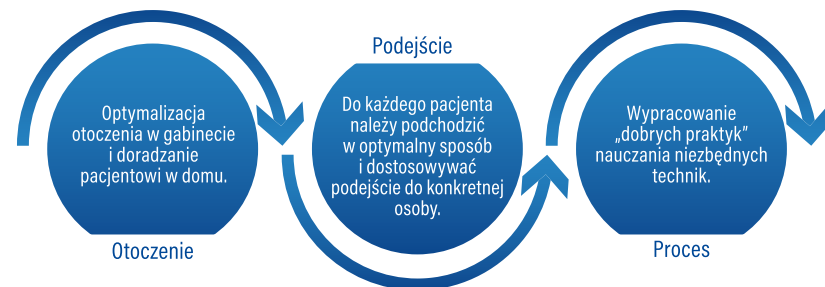 Optymalizacja
otoczenia w gabinecie
i doradzanie
pacjentowi w domu.
Otoczenie
Podejście
Do każdego pacjenta
należy podchodzić
w optymalny sposób
i dostosowywać
podejście do konkretnej
osoby.
Wypracowanie
„dobrych praktyk”
nauczania niezbędnych
technik.
Proces